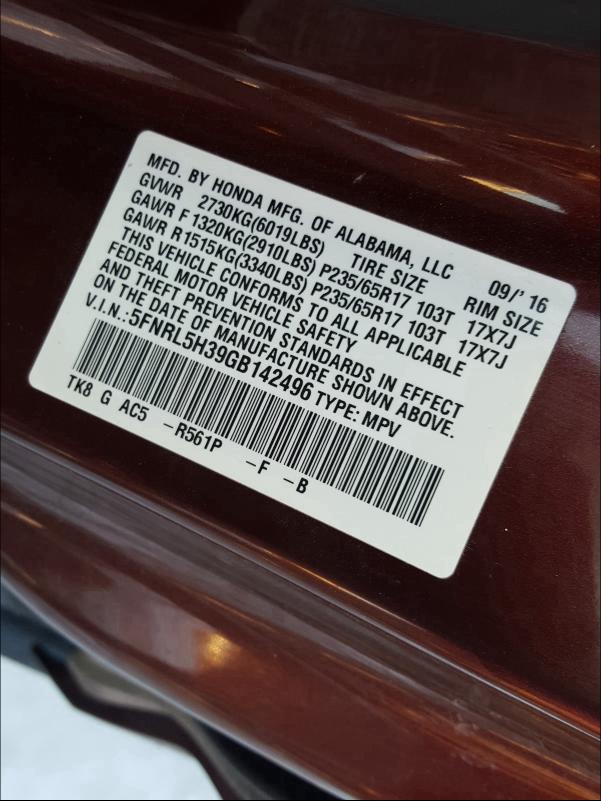 MFD. BY HONDA MFG. OF ALABAMA, LLC 09/' 16
GVWR 2730KG(6019LBS) TIRE SIZE RIM SIZE
GAWR F 1320KG(2910LBS) P235/65R17 103T 17X7J
GAWR R1515KG(3340LBS) P235/65R17 103T 17X7J
THIS VEHICLE CONFORMS TO ALL APPLICABLE
FEDERAL MOTOR VEHICLE SAFETY
AND THEFT PREVENTION STANDARDS IN EFFECT
ON THE DATE OF MANUFACTURE SHOWN ABOVE.
V.I.N.:5FNRL5H39GB142496 TYPE: MPV
TK8 G AC5 -R561P -F -B